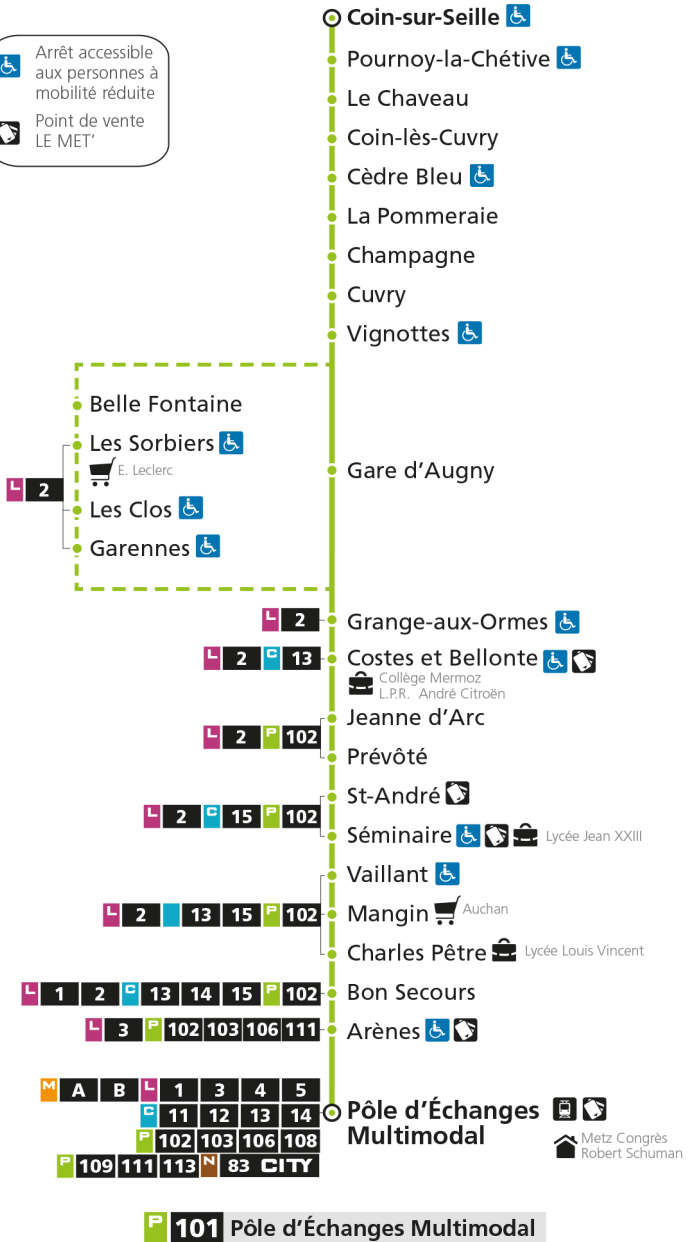 Coin-sur-Seille
Arrêt accessible
aux personnes à
mobilité réduite
Point de vente
LE MET'
Pournoy-la-Chétive
Le Chaveau
Coin-lès-Cuvry
Cèdre Bleu
La Pommeraie
Champagne
Cuvry
Vignottes
Belle Fontaine
Les Sorbiers
E. Leclerc
L 2
Les Clos
Garennes
Gare d'Augny
L 2 Grange-aux-Ormes
L 2 C 13 Costes et Bellonte
Collège Mermoz
L.P.R. André Citroën
Jeanne d'Arc
L 2 P 102
Prévôté
St-André
L 2 C 15 P 102
Séminaire Lycée Jean XXIII
Vaillant
L 2 13 15 P 102 Mangin Auchan
Charles Pêtre Lycée Louis Vincent
L 1 2 C 13 14 15 P 102 Bon Secours
L 3 P 102 103 106 111 Arènes
M A B L 1 3 4 5
C 11 12 13 14
P 102 103 106 108
P 109 111 113 N 83 CITY
Pôle d'Échanges
Multimodal
Metz Congrès
Robert Schuman
P 101 Pôle d'Échanges Multimodal